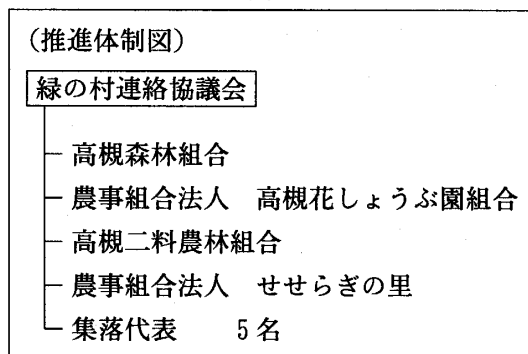 （推進体制図）
緑の村連絡協議会
高槻森林組合
農事組合法人　高槻花しょうぶ園組合
高槻二料農林組合
農事組合法人　せせらぎの里
集落代表　　5名